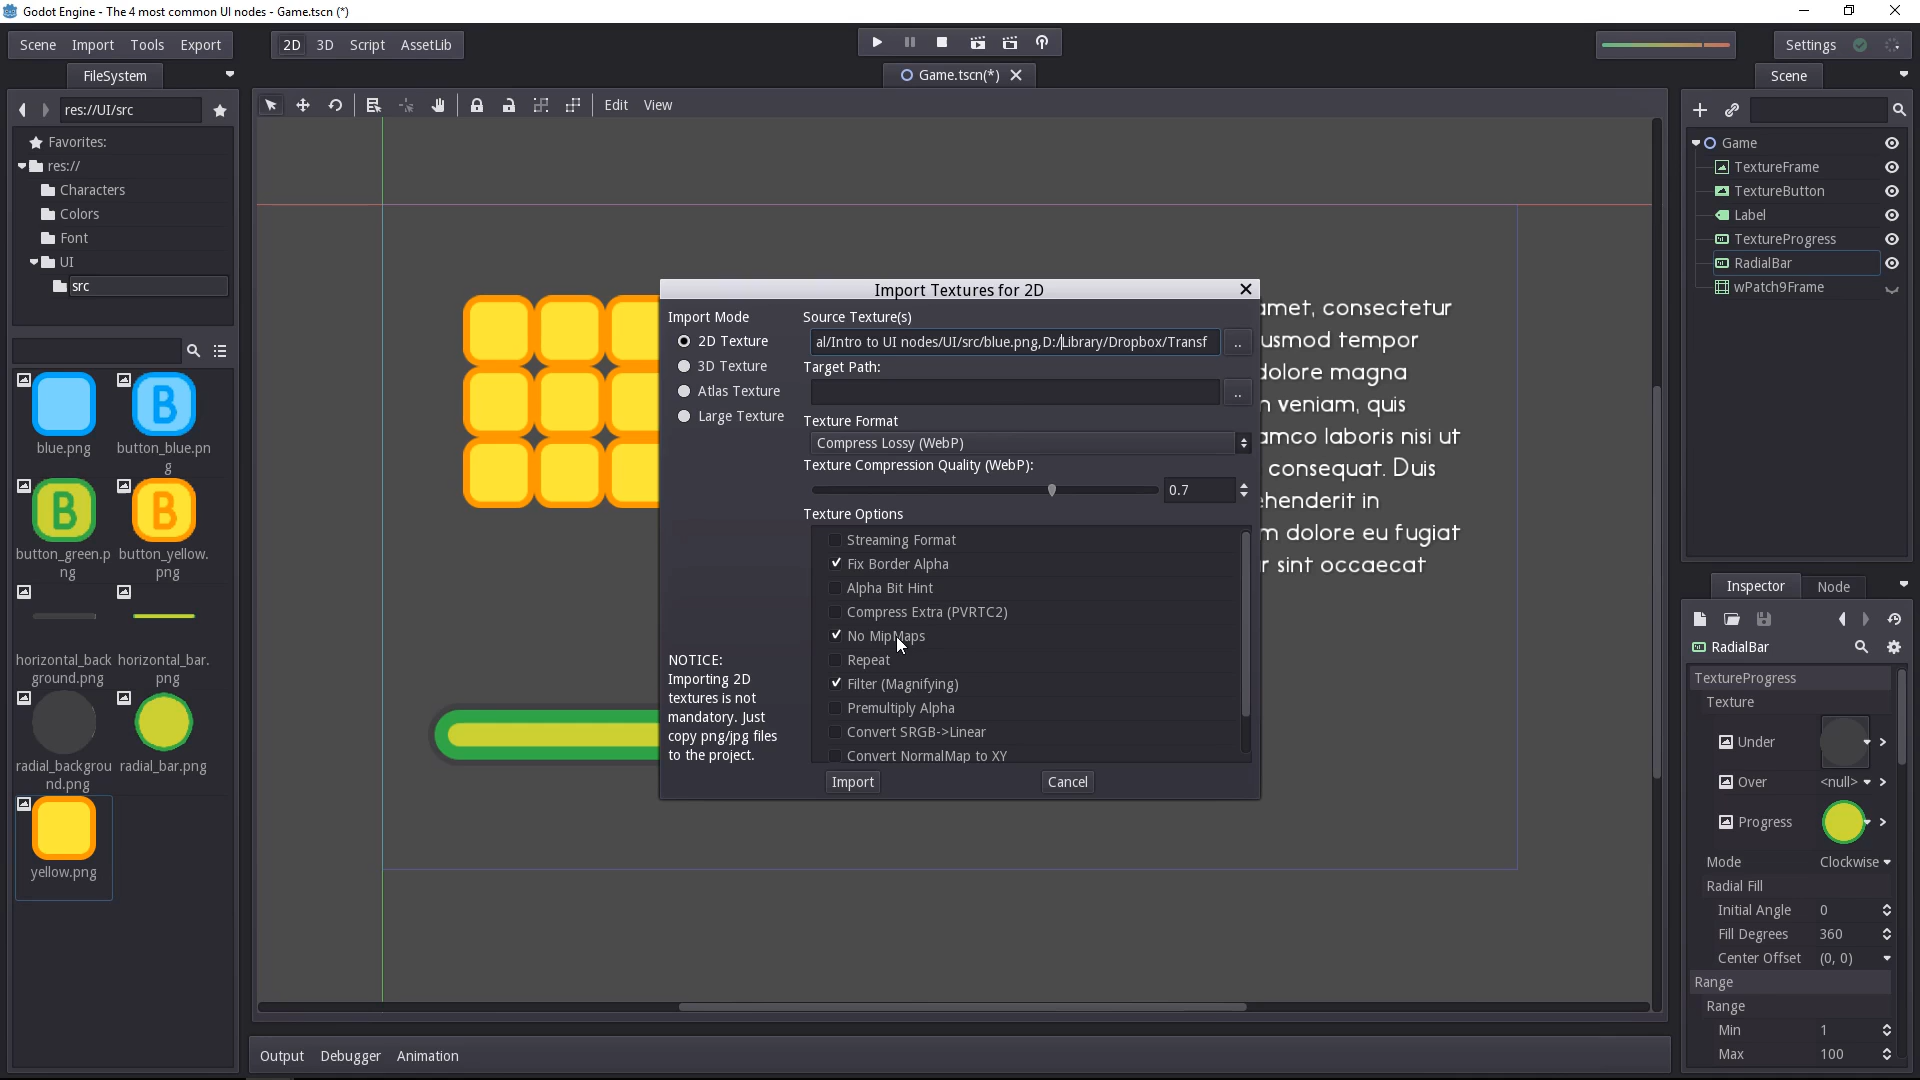 Godot Engine - The 4 most common UI nodes - Game.tscn (*)
Scene Import Tools Export
2D 3D Script AssetLib
Settings
FileSystem
Game.tscn(*)
Scene
res://UI/src
Edit View
Favorites:
res://
Characters
Colors
Font
UI
src
blue.png
button_blue.pn
g
button_green.p
ng
button_yellow.
png
horizontal_back
ground.png
horizontal_bar.
png
radial_backgrou
nd.png
radial_bar.png
yellow.png
B
B
B
Import Textures for 2D
Import Mode
2D Texture
3D Texture
Atlas Texture
Large Texture
NOTICE:
Importing 2D
textures is not
mandatory. Just
copy png/jpg files
to the project.
Source Texture(s)
al/Intro to UI nodes/UI/src/blue.png,D:/Library/Dropbox/Transf
..
Target Path:
..
Texture Format
Compress Lossy (WebP)
Texture Compression Quality (WebP):
0.7
Texture Options
Streaming Format
Fix Border Alpha
Alpha Bit Hint
Compress Extra (PVRTC2)
No MipMaps
Repeat
Filter (Magnifying)
Premultiply Alpha
Convert SRGB->Linear
Convert NormalMap to XY
Import Cancel
amet, consectetur
usmod tempor
dolore magna
veniam, quis
amco laboris nisi ut
consequat. Duis
henderit in
dolore eu fugiat
sint occaecat
Game
TextureFrame
TextureButton
Label
TextureProgress
RadialBar
wPatch9Frame
Inspector Node
RadialBar
TextureProgress
Texture
Under
Over <null>
Progress
Mode Clockwise
Radial Fill
Initial Angle 0
Fill Degrees 360
Center Offset (0, 0)
Range
Range
Min 1
Max 100
Output Debugger Animation